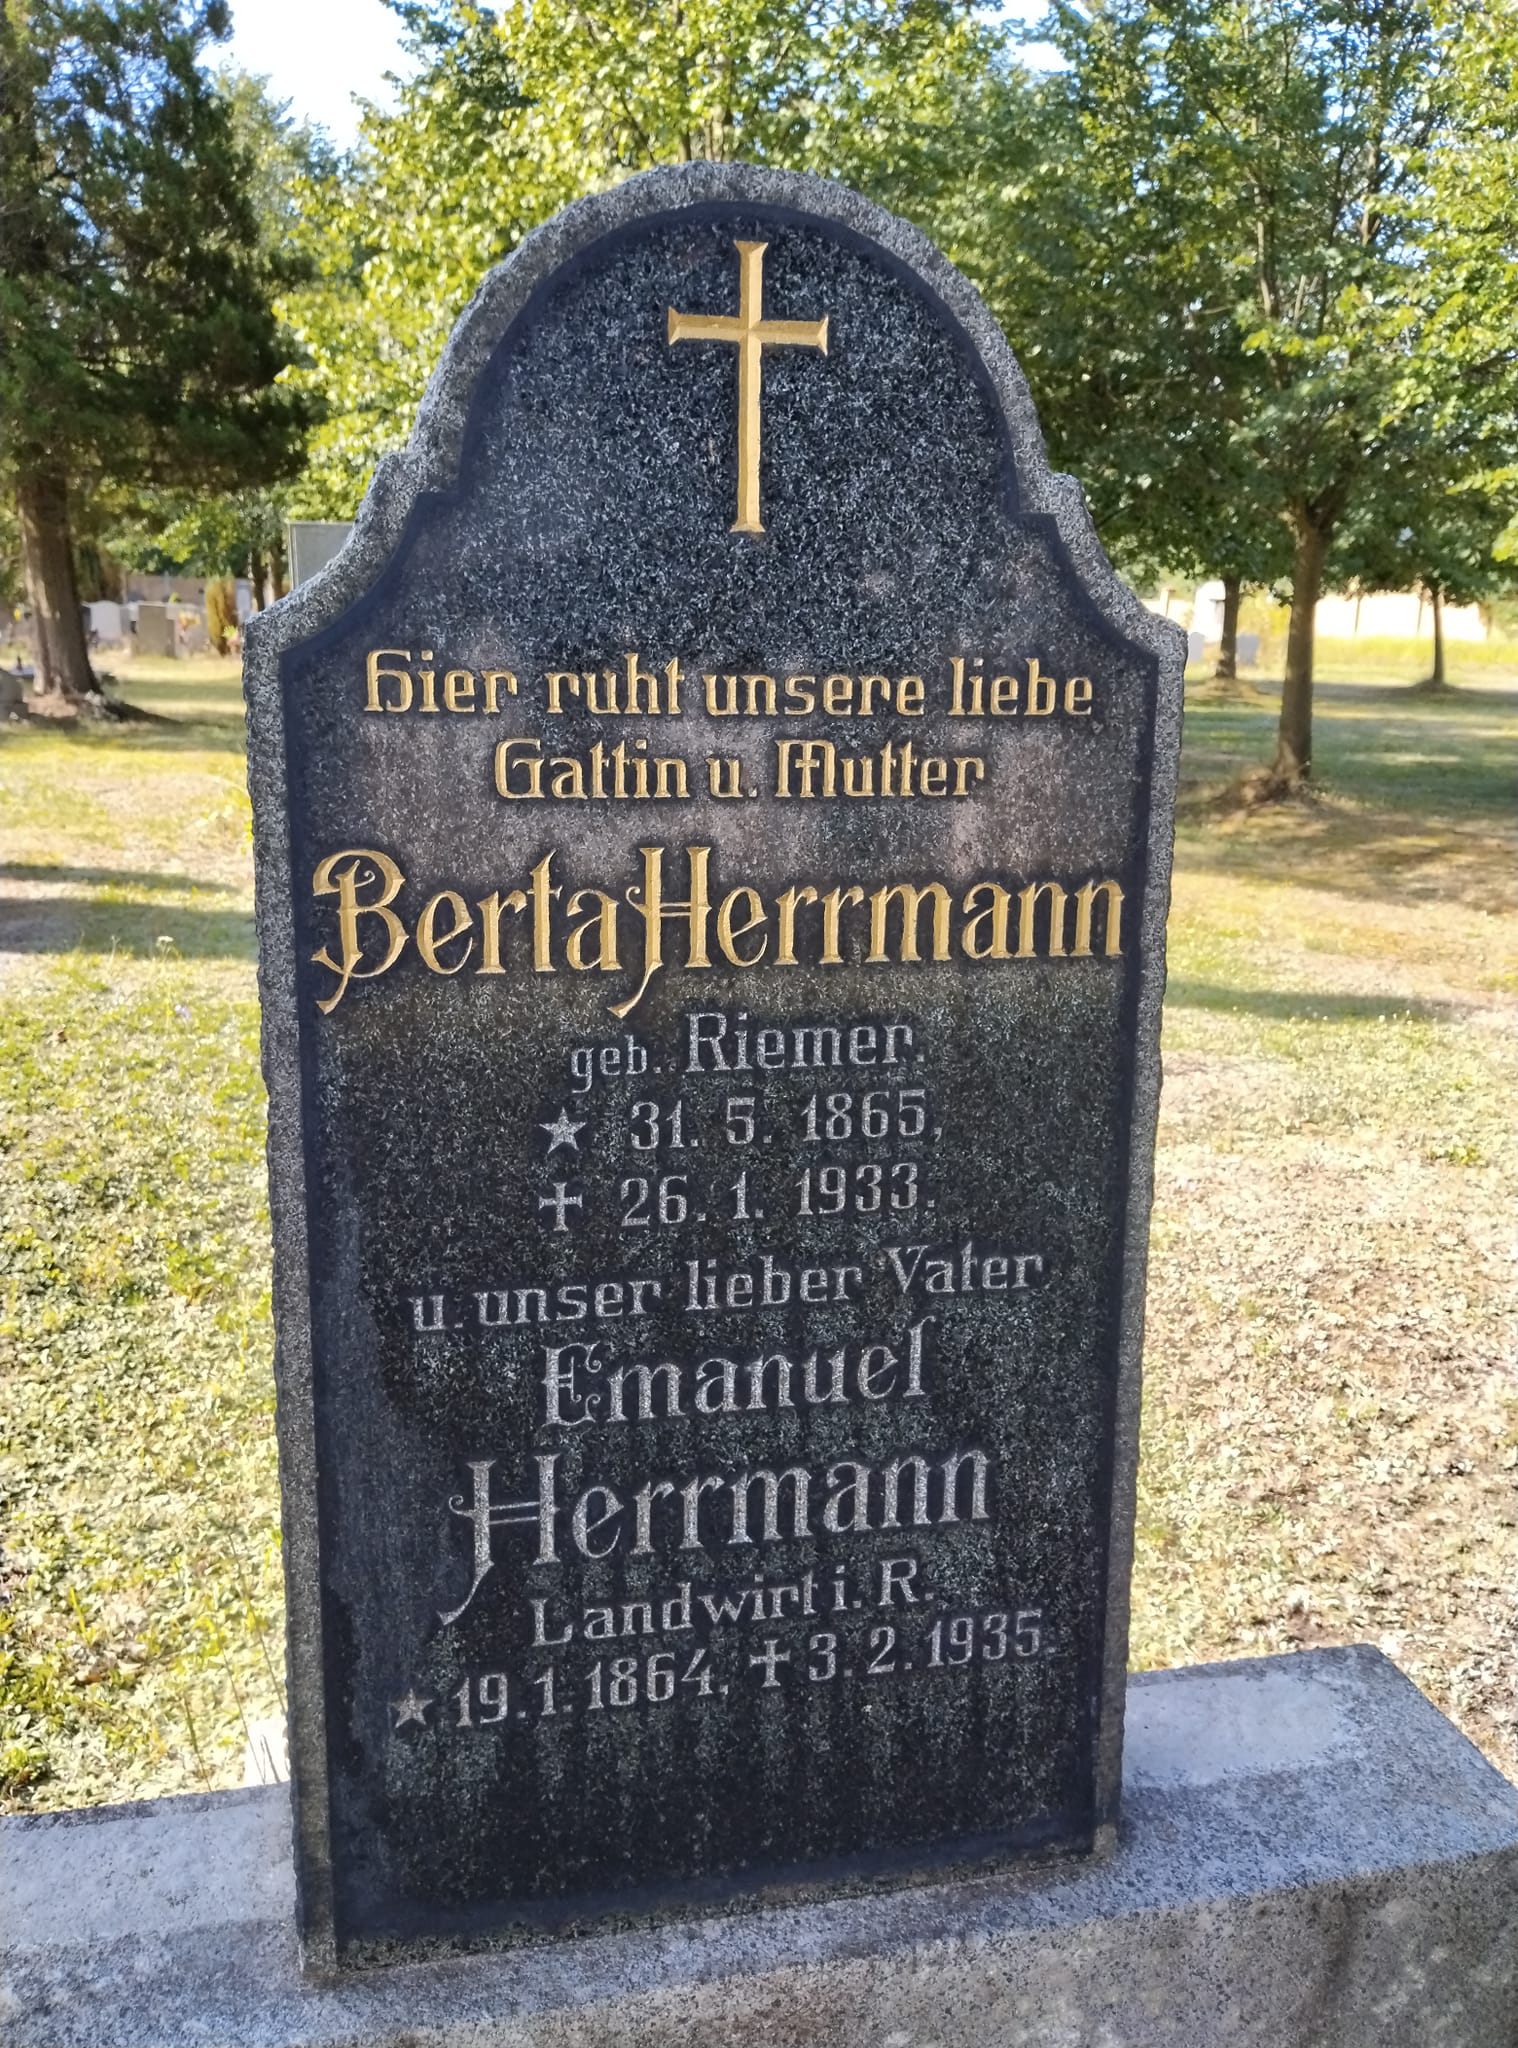 Hier ruht unsere liebe
Gattin u. Mutter
Berta Herrmann
geb. Riemer.
★ 31. 5. 1865,
✝ 26. 1. 1933.
u. unser lieber Vater
Emanuel
Herrmann
Landwirt i. R.
★ 19. 1. 1864, ✝ 3. 2. 1935.